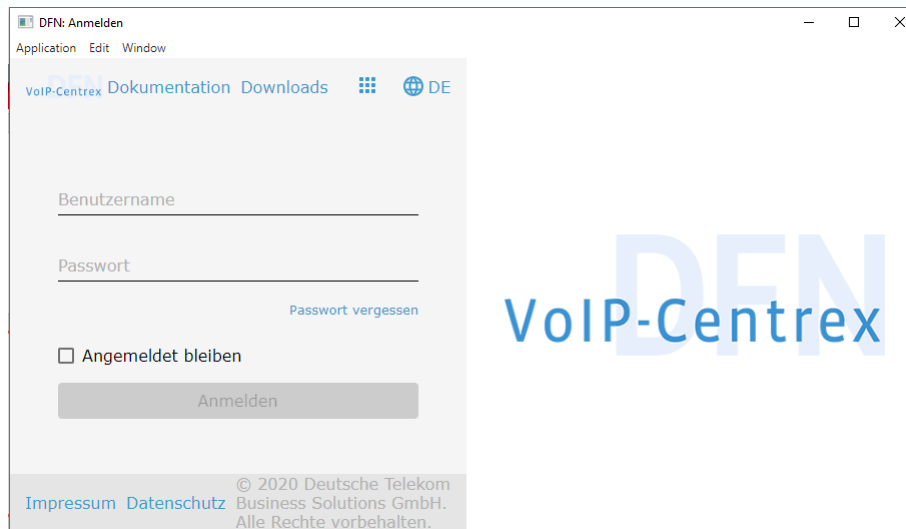 DFN: Anmelden
Application Edit Window
DFN
VoIP-Centrex Dokumentation Downloads DE
Benutzername
Passwort
Passwort vergessen
Angemeldet bleiben
Anmelden
DFN
VoIP-Centrex
Impressum Datenschutz
© 2020 Deutsche Telekom
Business Solutions GmbH.
Alle Rechte vorbehalten.